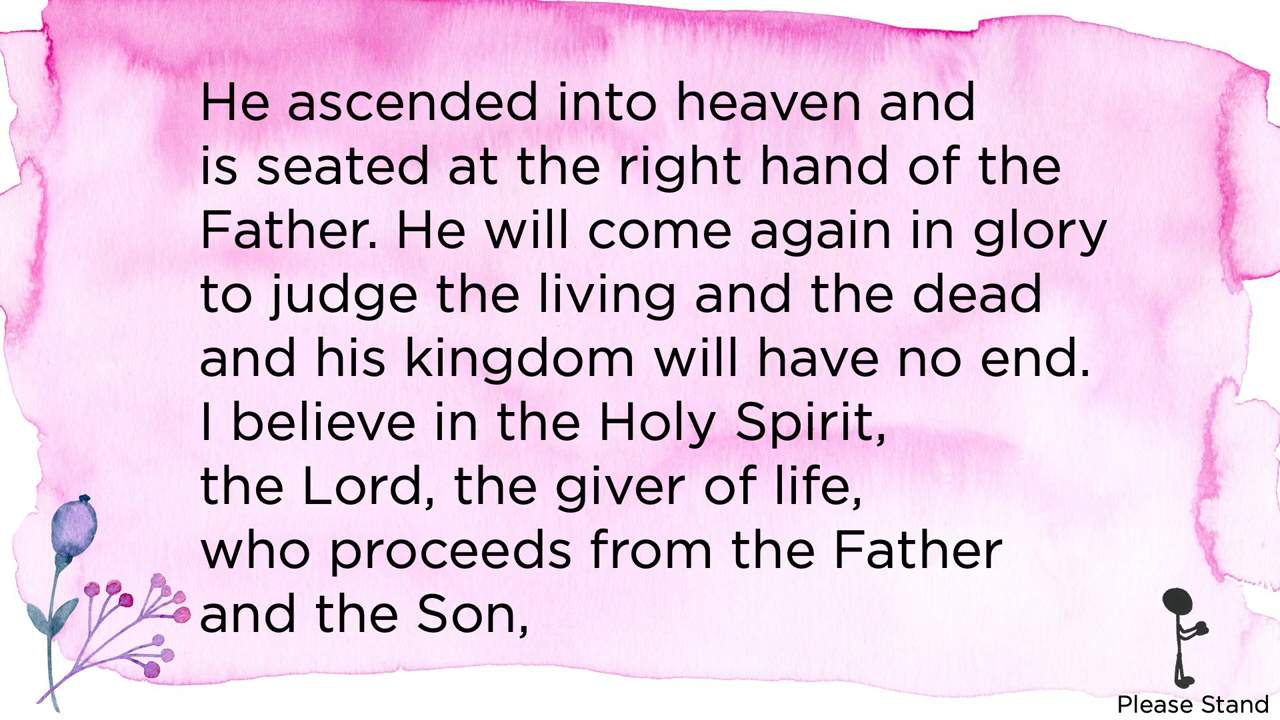 He ascended into heaven and
is seated at the right hand of the
Father. He will come again in glory
to judge the living and the dead
and his kingdom will have no end.
I believe in the Holy Spirit,
the Lord, the giver of life,
who proceeds from the Father
and the Son,
Please Stand